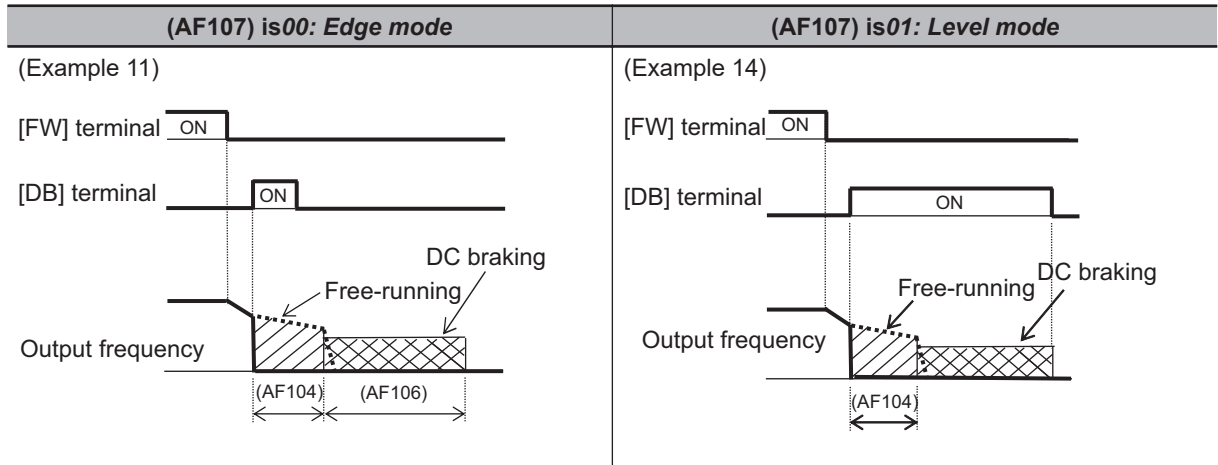 (AF107) is00: Edge mode
(AF107) is01: Level mode
(Example 11)
[FW] terminal
ON
[DB] terminal
ON
DC braking
Free-running
Output frequency
(AF104)
(AF106)
(Example 14)
[FW] terminal
ON
[DB] terminal
ON
DC braking
Free-running
Output frequency
(AF104)